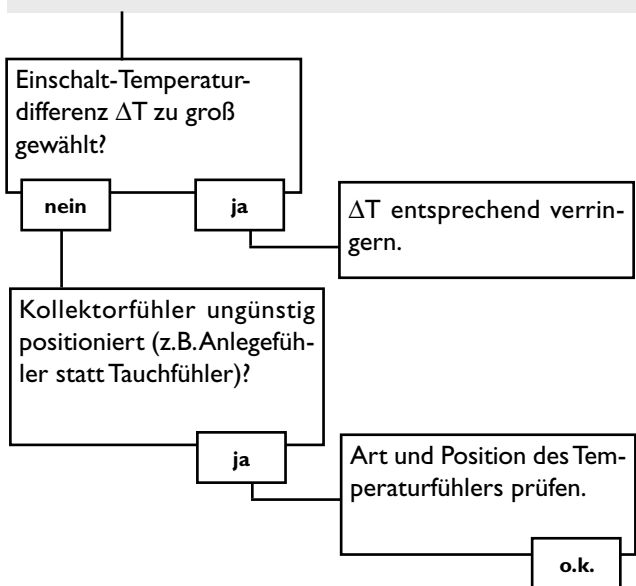 Einschalt-Temperatur-
differenz ΔT zu groß
gewählt?
nein
ja
ΔT entsprechend verrin-
gern.
Kollektorfühler ungünstig
positioniert (z.B. Anlegefüh-
ler statt Tauchfühler)?
ja
Art und Position des Tem-
peraturfühlers prüfen.
o.k.